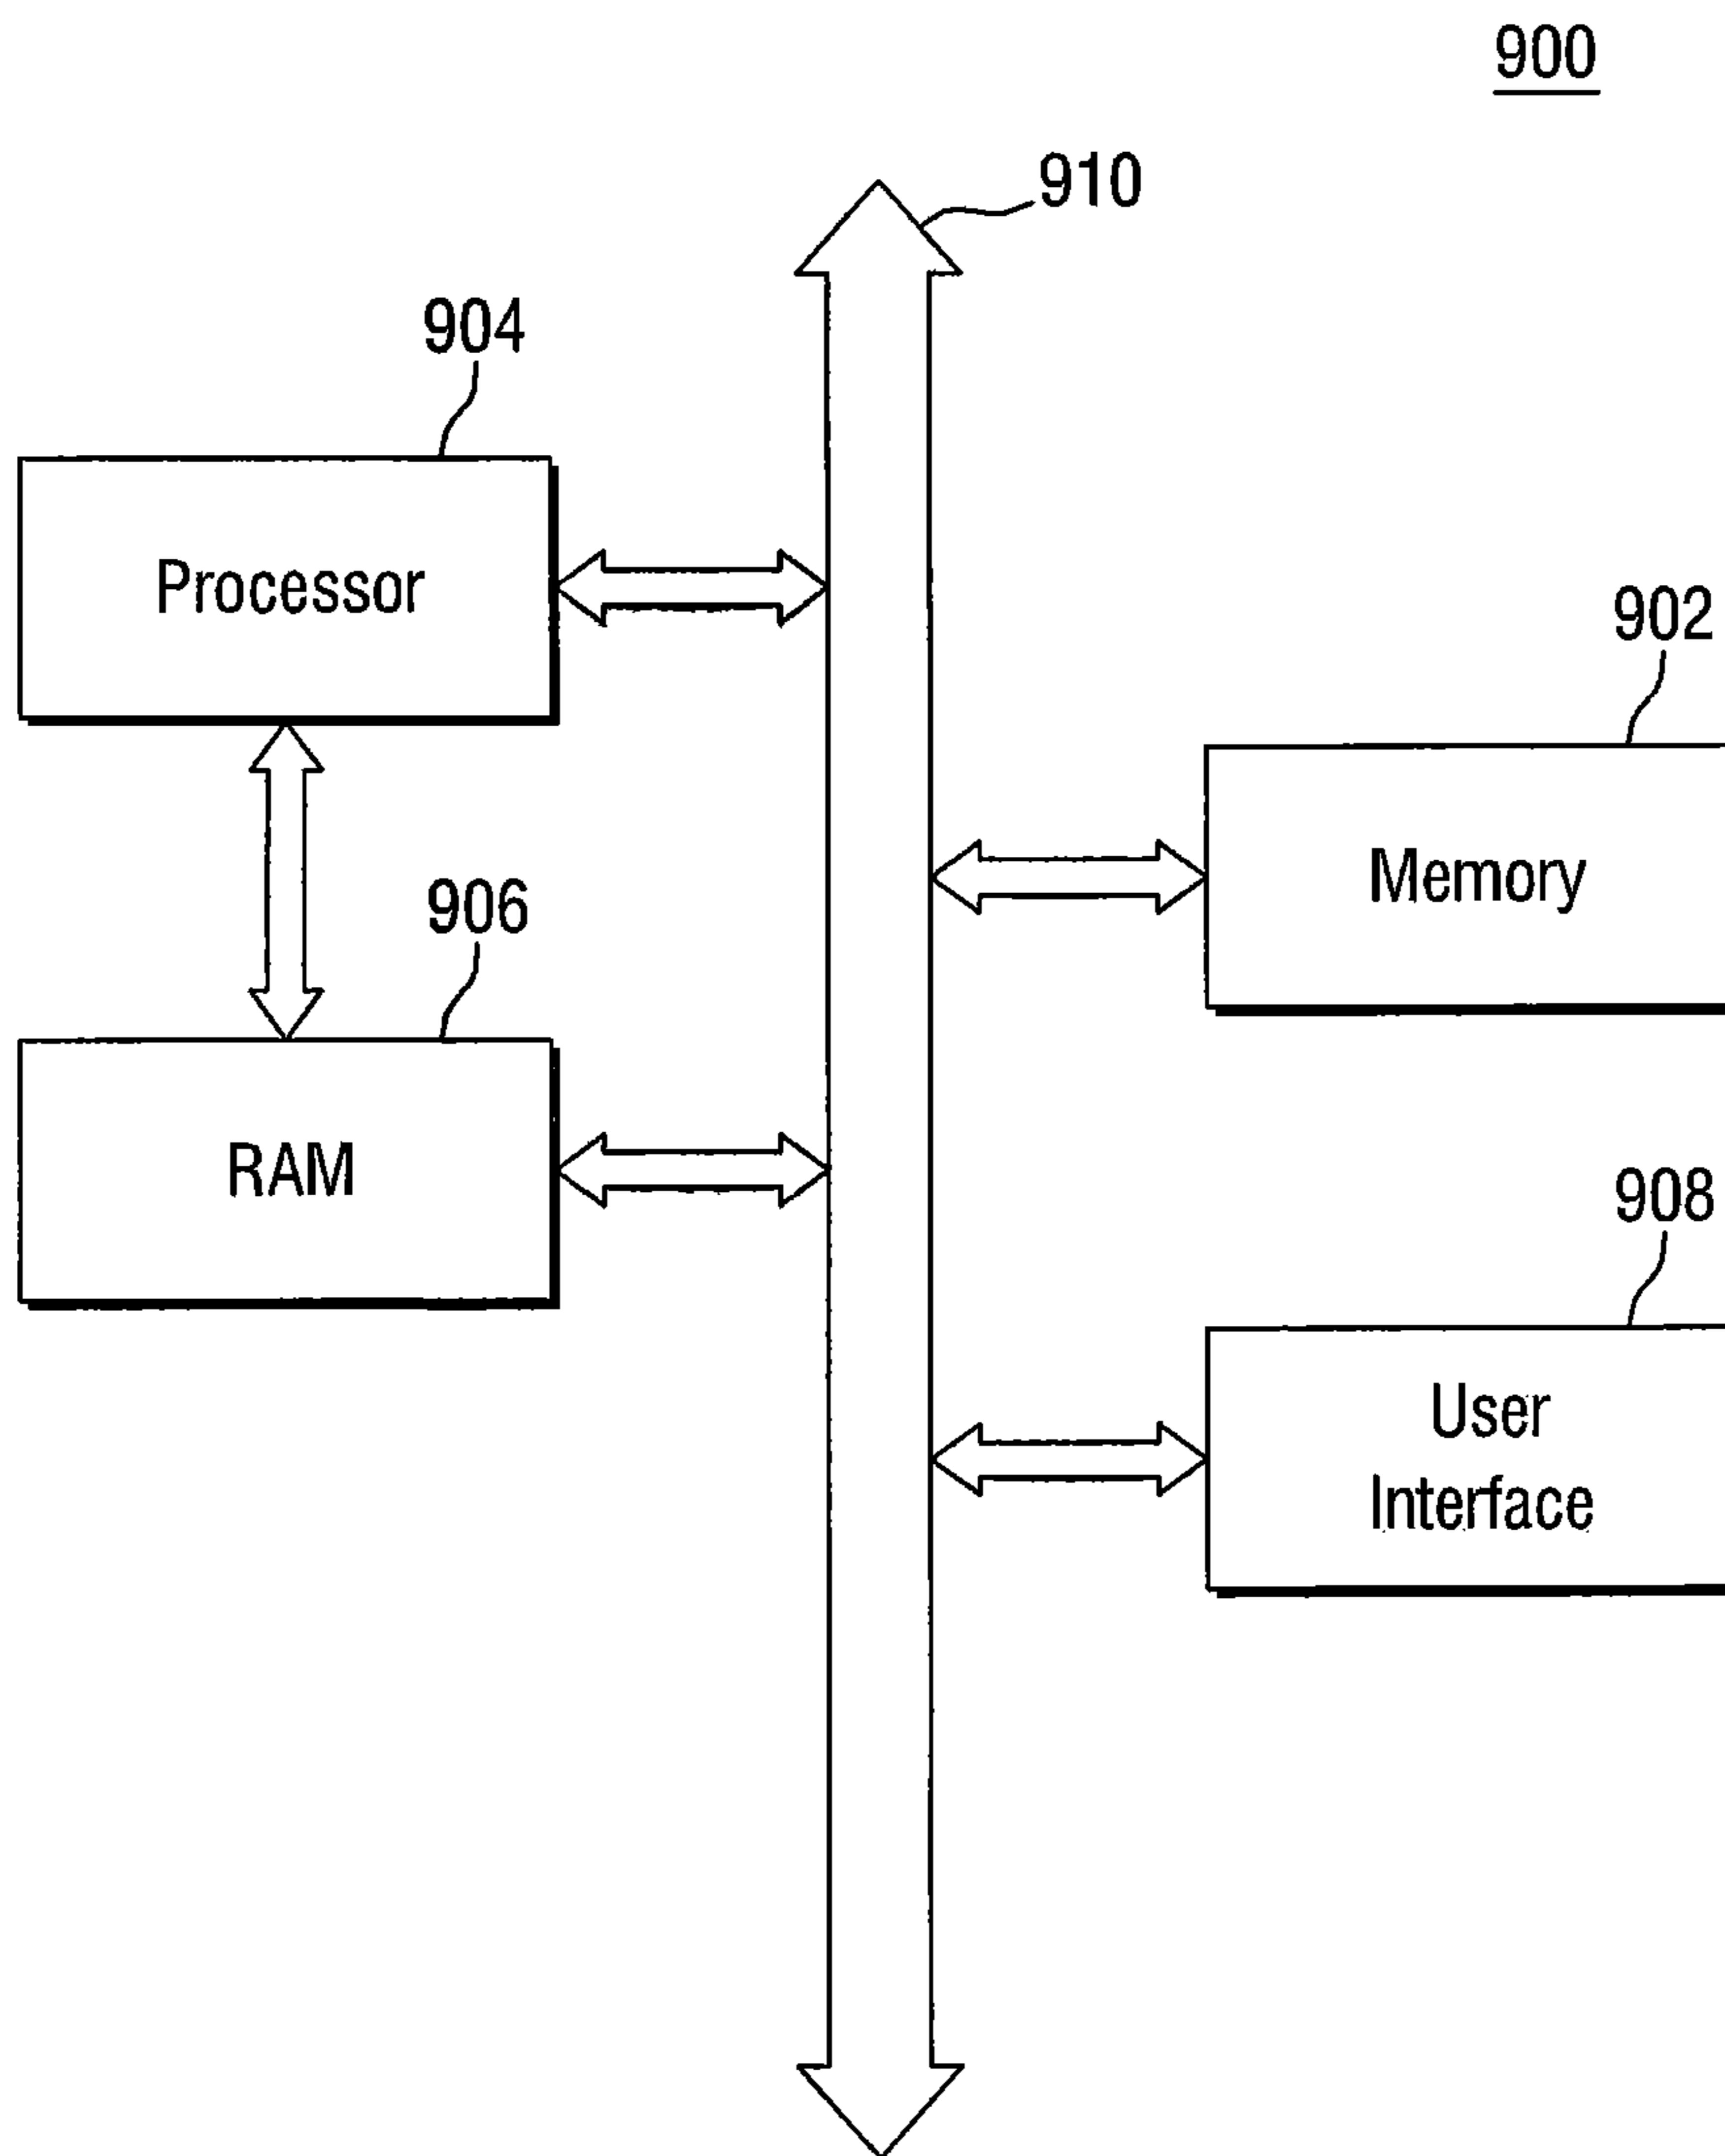 900
910
904
Processor
902
Memory
906
RAM
908
User
Interface